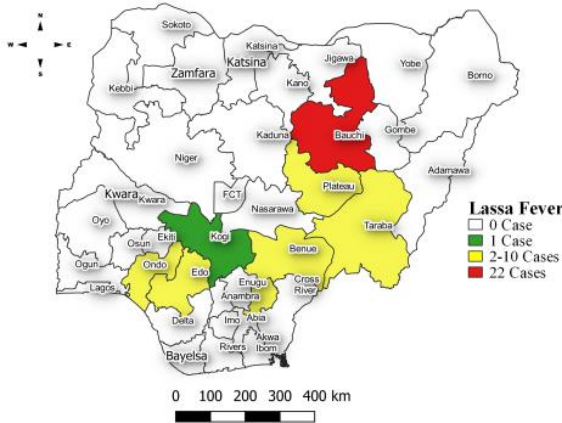 N
W E
S
Sokoto
Katsina
Katsina
Zamfara
Jigawa
Yobe
Borno
Kano
Kebbi
Kaduna
Bauchi
Gombe
Niger
Adamawa
Plateau
FCT
Kwara
Kwara
Nasarawa
Taraba
Oyo
Ekiti
Kogi
Osun
Benue
Ondo
Edo
Ogun
Enugu
Cross
River
Lagos
Anambra
Delta
Imo
Abia
Akwa
Ibom
Rivers
Bayelsa
Lassa Fever
0 Case
1 Case
2-10 Cases
22 Cases
0 100 200 300 400 km